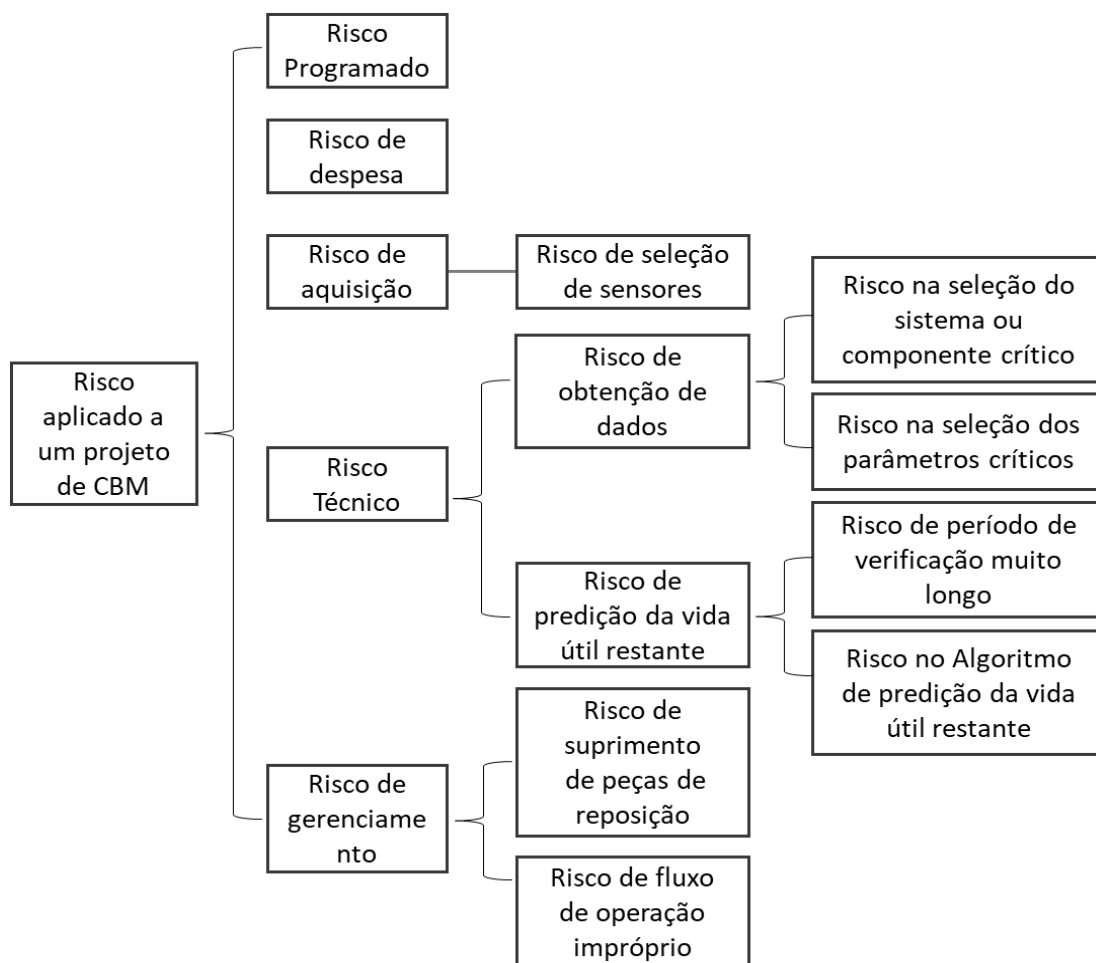 Risco
aplicado a
um projeto
de CBM
Risco
Programado
Risco de
despesa
Risco de
aquisição
Risco de seleção
de sensores
Risco
Técnico
Risco de
obtenção de
dados
Risco na seleção do
sistema ou
componente crítico
Risco na seleção dos
parâmetros críticos
Risco de
predição da vida
útil restante
Risco de período de
verificação muito
longo
Risco no Algoritmo
de predição da vida
útil restante
Risco de
gerenciame
nto
Risco de
suprimento
de peças de
reposição
Risco de fluxo
de operação
impróprio